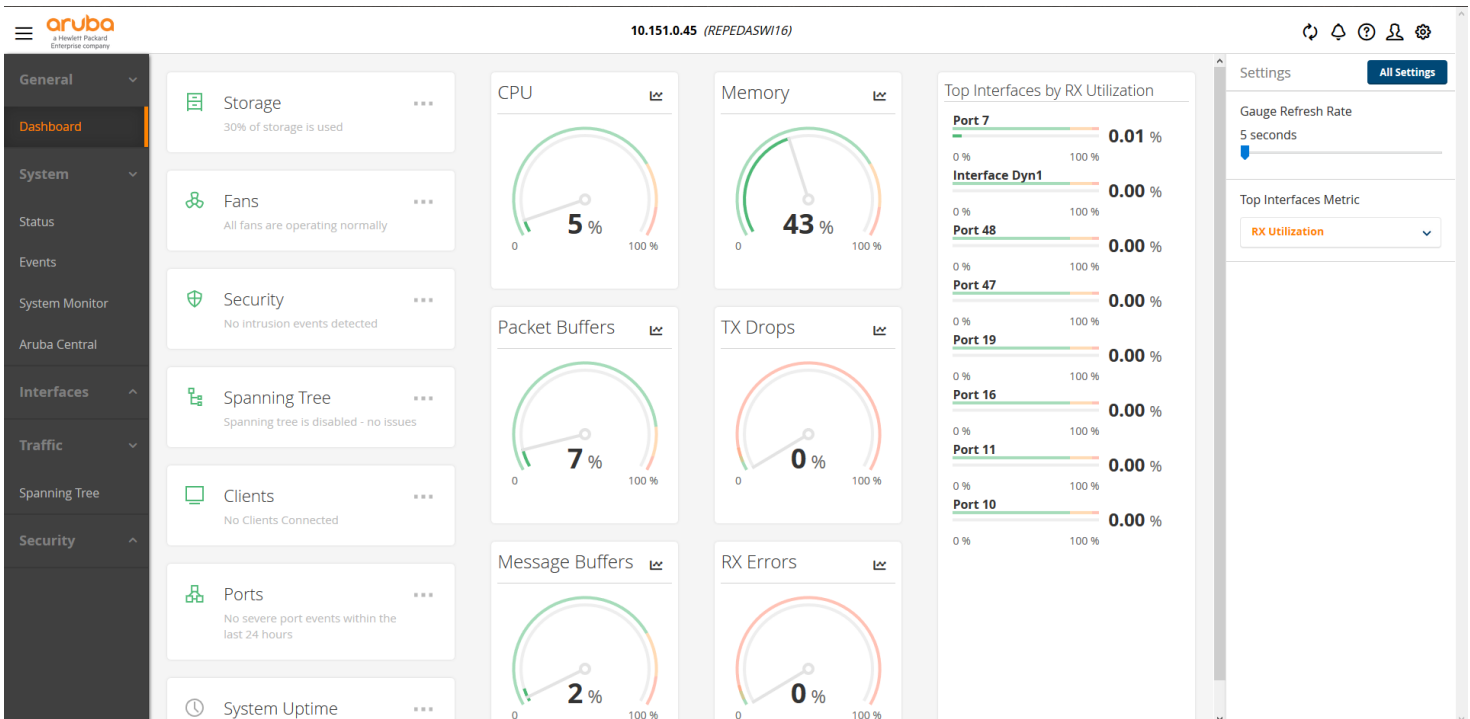 aruba
a Hewlett Packard
Enterprise company
10.151.0.45 (REPEDASWI16)
General
Dashboard
System
Status
Events
System Monitor
Aruba Central
Interfaces
Traffic
Spanning Tree
Security
Storage
30% of storage is used
Fans
All fans are operating normally
Security
No intrusion events detected
Spanning Tree
Spanning tree is disabled - no issues
Clients
No Clients Connected
Ports
No severe port events within the
last 24 hours
System Uptime
CPU
5 %
0 100 %
Memory
43 %
0 100 %
Packet Buffers
7 %
0 100 %
TX Drops
0 %
0 100 %
Message Buffers
2 %
0 100 %
RX Errors
0 %
0 100 %
Top Interfaces by RX Utilization
Port 7
0.01 %
0 % 100 %
Interface Dyn1
0.00 %
0 % 100 %
Port 48
0.00 %
0 % 100 %
Port 47
0.00 %
0 % 100 %
Port 19
0.00 %
0 % 100 %
Port 16
0.00 %
0 % 100 %
Port 11
0.00 %
0 % 100 %
Port 10
0.00 %
0 % 100 %
Settings
All Settings
Gauge Refresh Rate
5 seconds
Top Interfaces Metric
RX Utilization